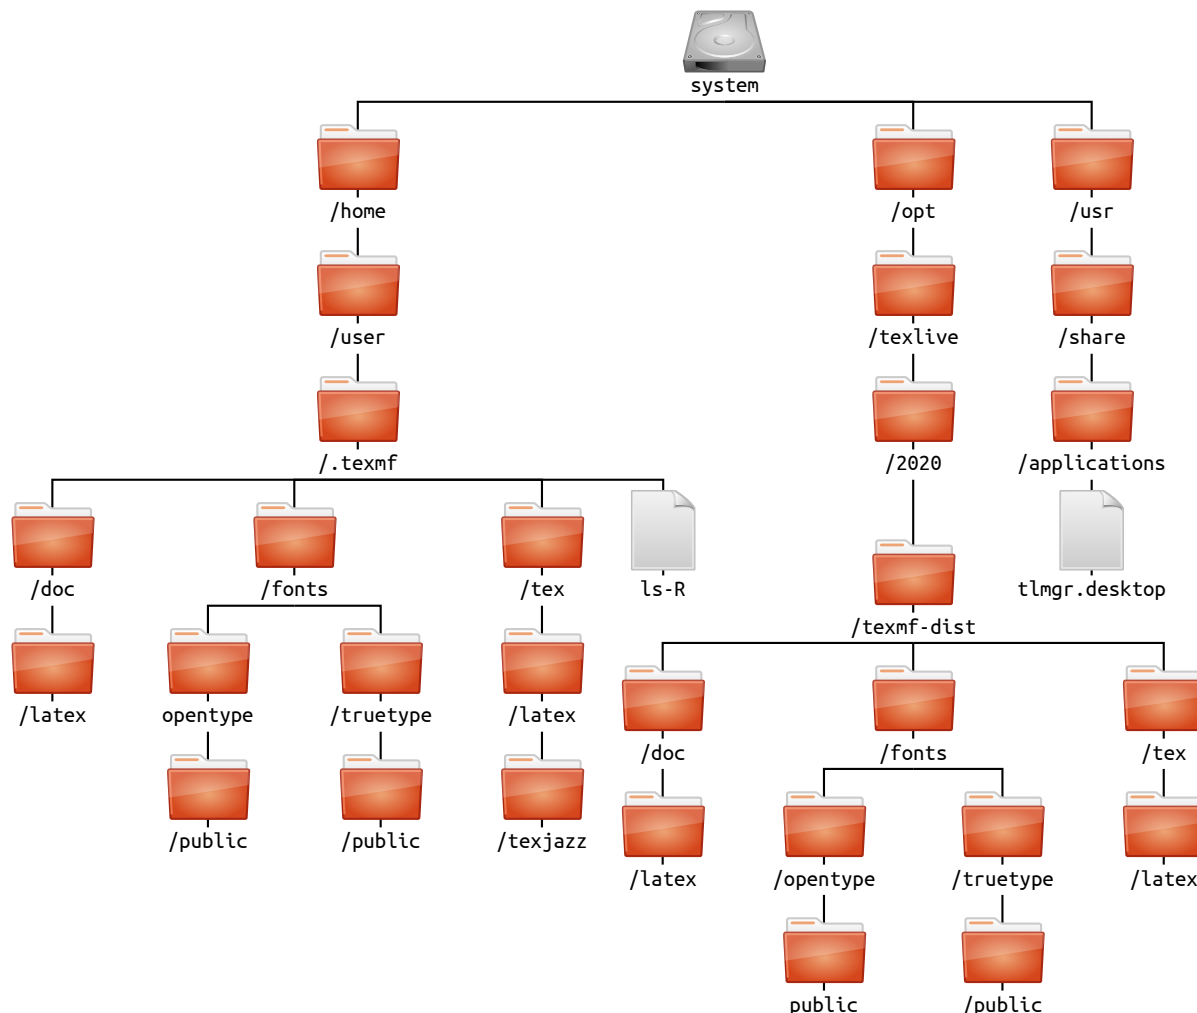 system
/home
/opt
/usr
/user
/texlive
/share
/.texmf
/2020
/applications
/doc
/fonts
/tex
ls-R
tlmgr.desktop
/texmf-dist
/latex
opentype
/truetype
/latex
/doc
/fonts
/tex
/public
/public
/texjazz
/latex
/opentype
/truetype
/latex
public
/public